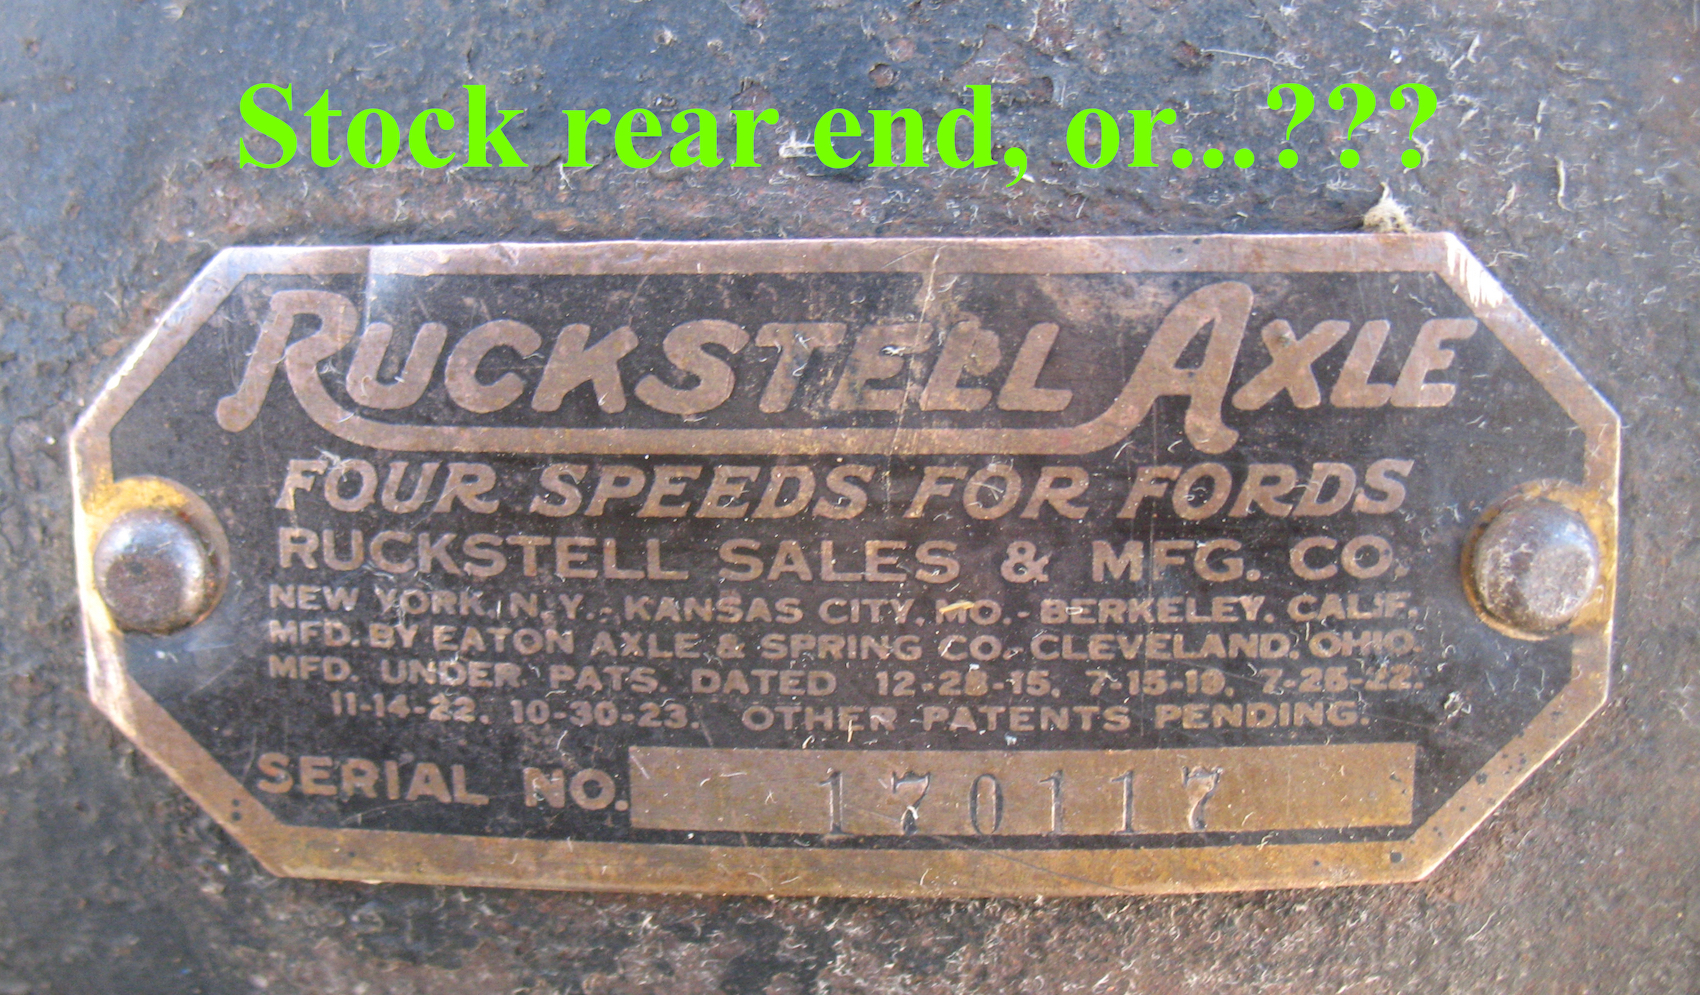 Stock rear end, or...???
RUCKSTELL AXLE
FOUR SPEEDS FOR FORDS
RUCKSTELL SALES & MFG. CO.
NEW YORK, N.Y. - KANSAS CITY, MO. - BERKELEY, CALIF.
MFD. BY EATON AXLE & SPRING CO. CLEVELAND, OHIO.
MFD. UNDER PATS. DATED 12-28-15, 7-15-19, 7-25-22,
11-14-22, 10-30-23. OTHER PATENTS PENDING.
SERIAL NO. 170117